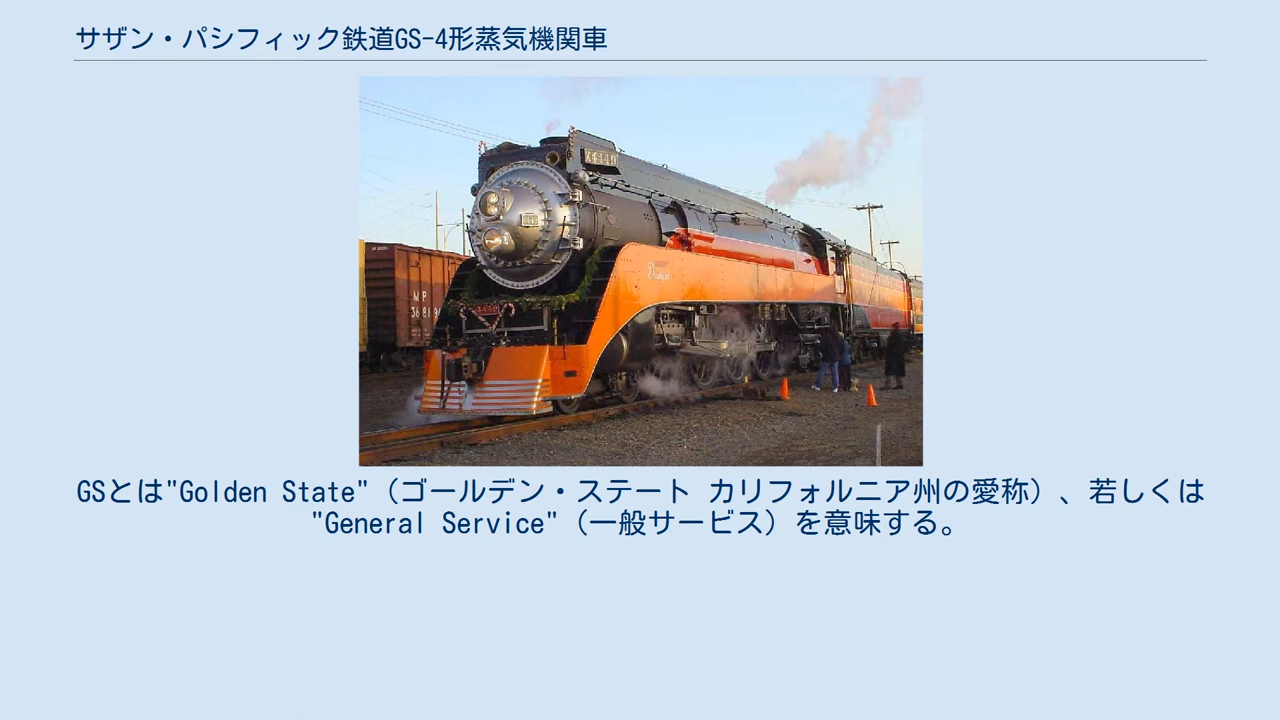 サザン・パシフィック鉄道GS-4形蒸気機関車
X4449
Daylight
M P
GSとは"Golden State"（ゴールデン・ステート カリフォルニア州の愛称）、若しくは
"General Service"（一般サービス）を意味する。